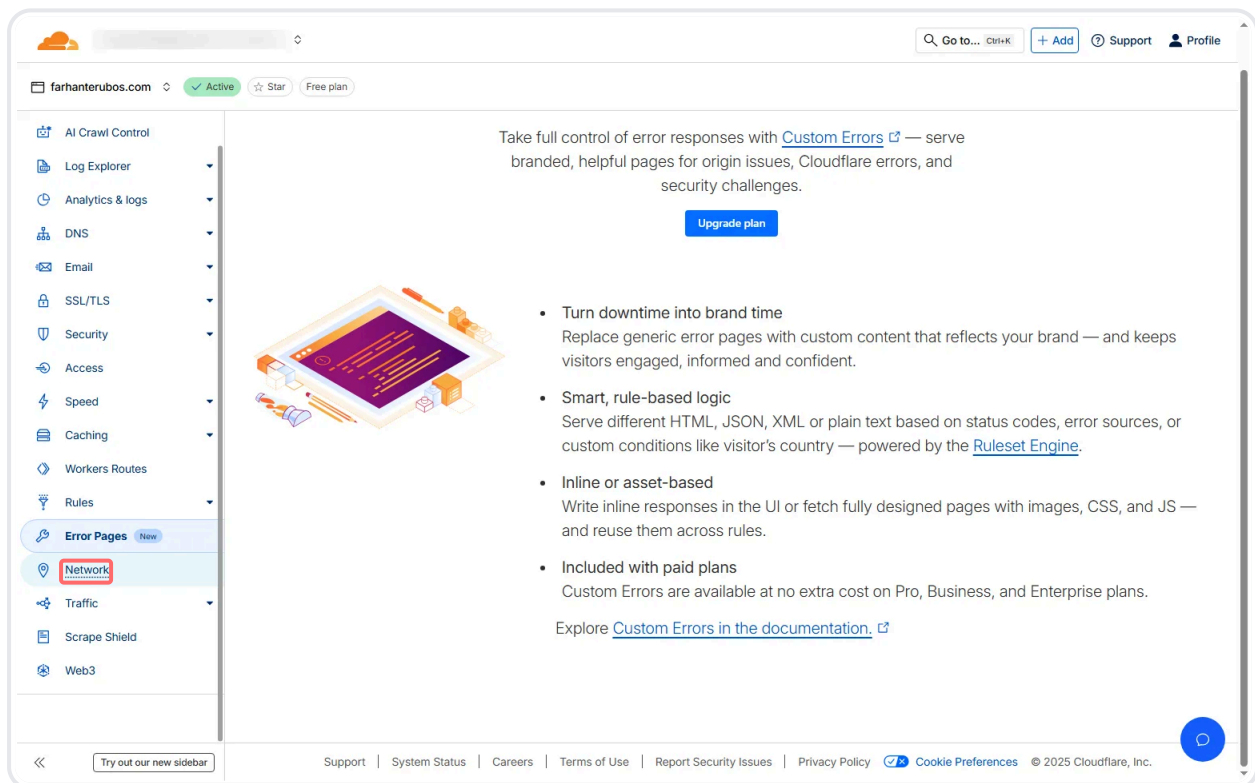 Go to... Ctrl+K
+ Add
Support
Profile
farhanterubos.com
Active
Star
Free plan
AI Crawl Control
Log Explorer
Analytics & logs
DNS
Email
SSL/TLS
Security
Access
Speed
Caching
Workers Routes
Rules
Error Pages New
Network
Traffic
Scrape Shield
Web3
Try out our new sidebar
Take full control of error responses with Custom Errors — serve
branded, helpful pages for origin issues, Cloudflare errors, and
security challenges.
Upgrade plan
• Turn downtime into brand time
Replace generic error pages with custom content that reflects your brand — and keeps
visitors engaged, informed and confident.
• Smart, rule-based logic
Serve different HTML, JSON, XML or plain text based on status codes, error sources, or
custom conditions like visitor's country — powered by the Ruleset Engine.
• Inline or asset-based
Write inline responses in the UI or fetch fully designed pages with images, CSS, and JS —
and reuse them across rules.
• Included with paid plans
Custom Errors are available at no extra cost on Pro, Business, and Enterprise plans.
Explore Custom Errors in the documentation.
Support | System Status | Careers | Terms of Use | Report Security Issues | Privacy Policy Cookie Preferences © 2025 Cloudflare, Inc.